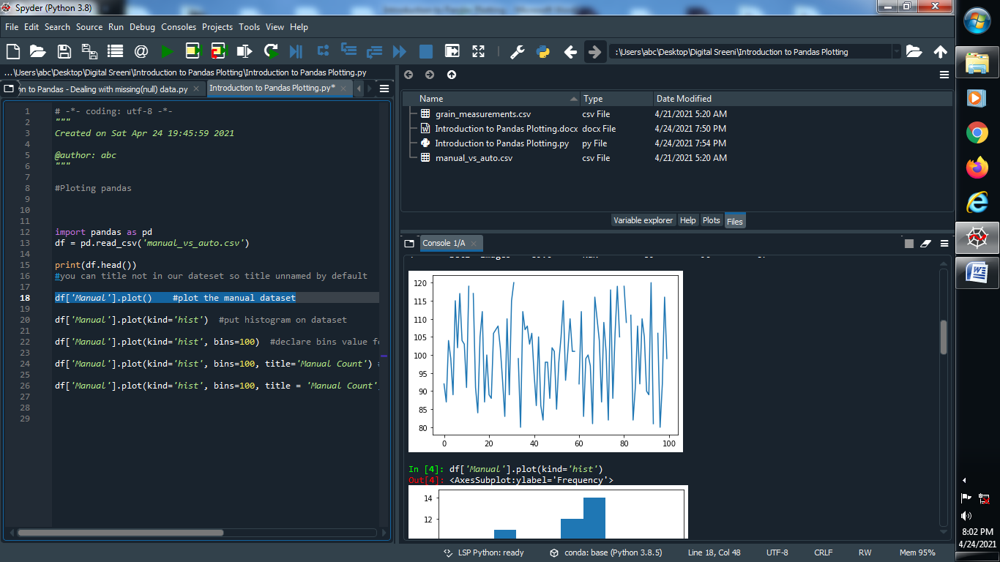 Spyder (Python 3.8)
File Edit Search Source Run Debug Consoles Projects Tools View Help
:\Users\abc\Desktop\Digital Sreeni\Introduction to Pandas Plotting
...\Users\abc\Desktop\Digital Sreeni\Introduction to Pandas Plotting\Introduction to Pandas Plotting.py
on to Pandas - Dealing with missing(null) data.py
Introduction to Pandas Plotting.py*
1 # -*- coding: utf-8 -*-
2 """
3 Created on Sat Apr 24 19:45:59 2021
4
5 @author: abc
6 """
7
8 #Ploting pandas
9
10
11
12 import pandas as pd
13 df = pd.read_csv('manual_vs_auto.csv')
14
15 print(df.head())
16 #you can title not in our dateset so title unnamed by default
17
18 df['Manual'].plot() #plot the manual dataset
19
20 df['Manual'].plot(kind='hist') #put histogram on dataset
21
22 df['Manual'].plot(kind='hist', bins=100) #declare bins value fo
23
24 df['Manual'].plot(kind='hist', bins=100, title='Manual Count') #
25
26 df['Manual'].plot(kind='hist', bins=100, title = 'Manual Count',
27
28
29
Name Type Date Modified
grain_measurements.csv csv File 4/21/2021 5:20 AM
Introduction to Pandas Plotting.docx docx File 4/24/2021 7:50 PM
Introduction to Pandas Plotting.py py File 4/24/2021 7:54 PM
manual_vs_auto.csv csv File 4/21/2021 5:20 AM
Variable explorer Help Plots Files
Console 1/A
120
115
110
105
100
95
90
85
80
0 20 40 60 80 100
In [4]: df['Manual'].plot(kind='hist')
Out[4]: <AxesSubplot:ylabel='Frequency'>
14
12
LSP Python: ready conda: base (Python 3.8.5) Line 18, Col 48 UTF-8 CRLF RW Mem 95%
8:02 PM
4/24/2021